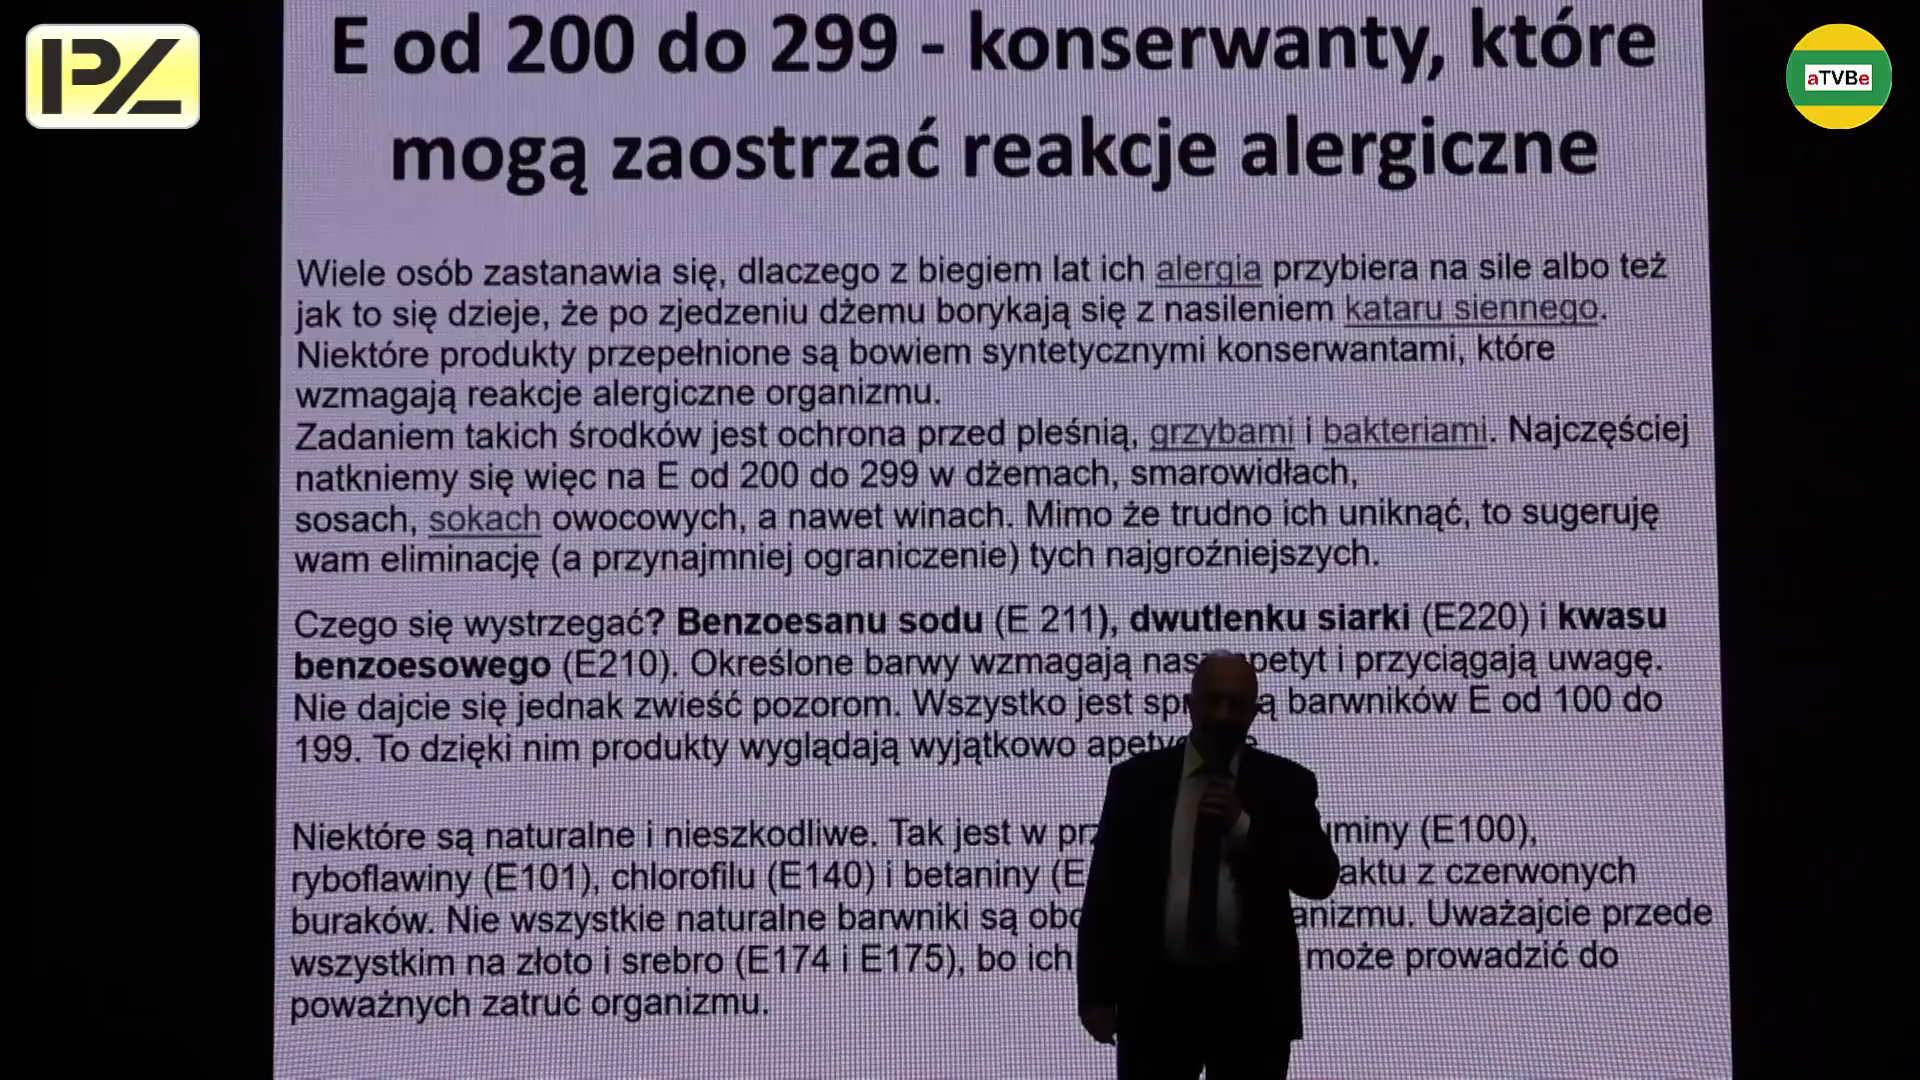 PZ
aTVBe
E od 200 do 299 - konserwanty, które
mogą zaostrzać reakcje alergiczne
Wiele osób zastanawia się, dlaczego z biegiem lat ich alergia przybiera na sile albo też
jak to się dzieje, że po zjedzeniu dżemu borykają się z nasileniem kataru siennego.
Niektóre produkty przepełnione są bowiem syntetycznymi konserwantami, które
wzmagają reakcje alergiczne organizmu.
Zadaniem takich środków jest ochrona przed pleśnią, grzybami i bakteriami. Najczęściej
natkniemy się więc na E od 200 do 299 w dżemach, smarowidłach,
sosach, sokach owocowych, a nawet winach. Mimo że trudno ich uniknąć, to sugeruję
wam eliminację (a przynajmniej ograniczenie) tych najgroźniejszych.
Czego się wystrzegać? Benzoesanu sodu (E 211), dwutlenku siarki (E220) i kwasu
benzoesowego (E210). Określone barwy wzmagają apetyt i przyciągają uwagę.
Nie dajcie się jednak zwieść pozorom. Wszystko jest barwników E od 100 do
199. To dzięki nim produkty wyglądają wyjątkowo
Niektóre są naturalne i nieszkodliwe. Tak jest w (E100),
ryboflawiny (E101), chlorofilu (E140) i betaniny z czerwonych
buraków. Nie wszystkie naturalne barwniki są Uważajcie przede
wszystkim na złoto i srebro (E174 i E175), bo ich może prowadzić do
poważnych zatruć organizmu.